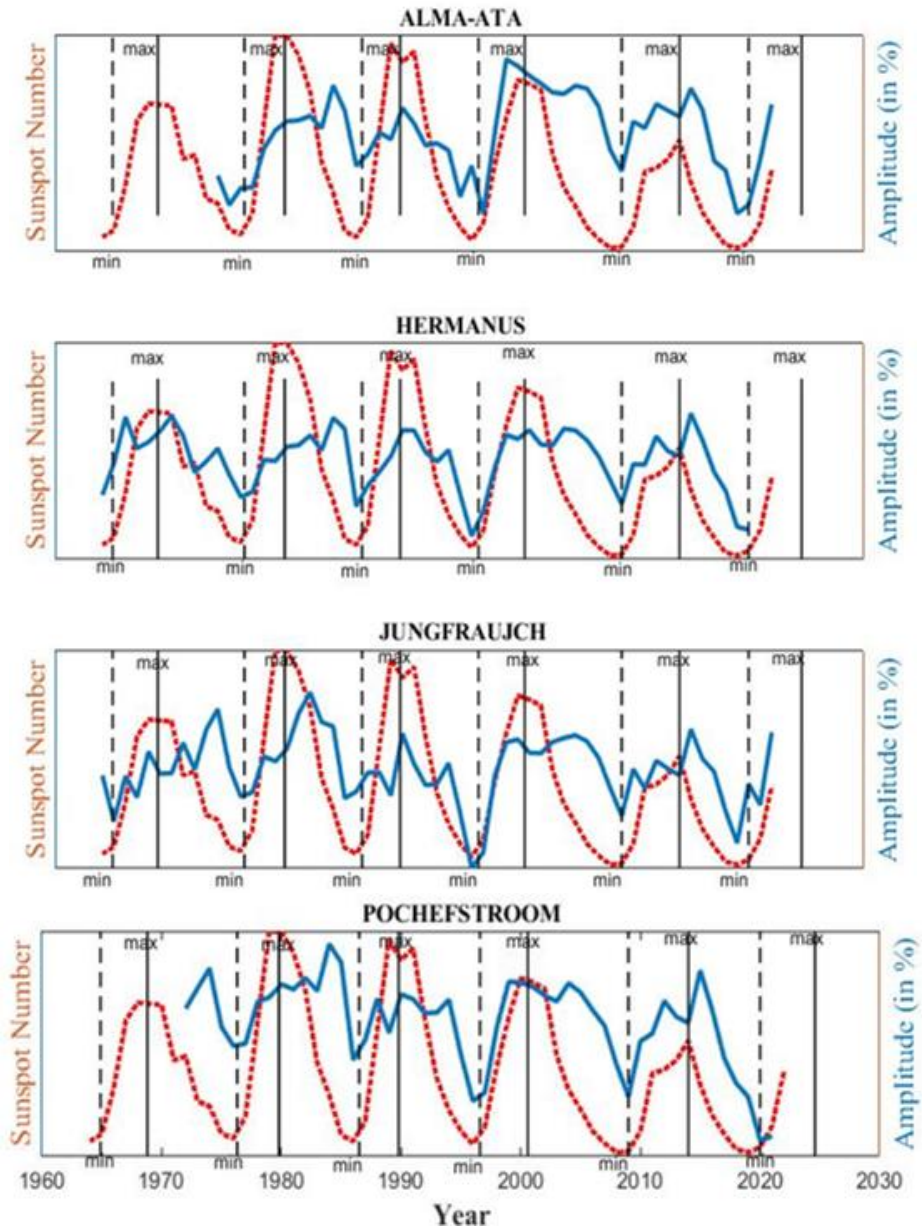 ALMA-ATA
max max max max max max
Sunspot Number
Amplitude (in %)
min min min min min min
HERMANUS
max max max max max max
Sunspot Number
Amplitude (in %)
min min min min min min
JUNGFRAUJCH
max max max max max max
Sunspot Number
Amplitude (in %)
min min min min min min
POCHEFSTROOM
max max max max max max
Sunspot Number
Amplitude (in %)
min min min min min min
1960 1970 1980 1990 2000 2010 2020 2030
Year